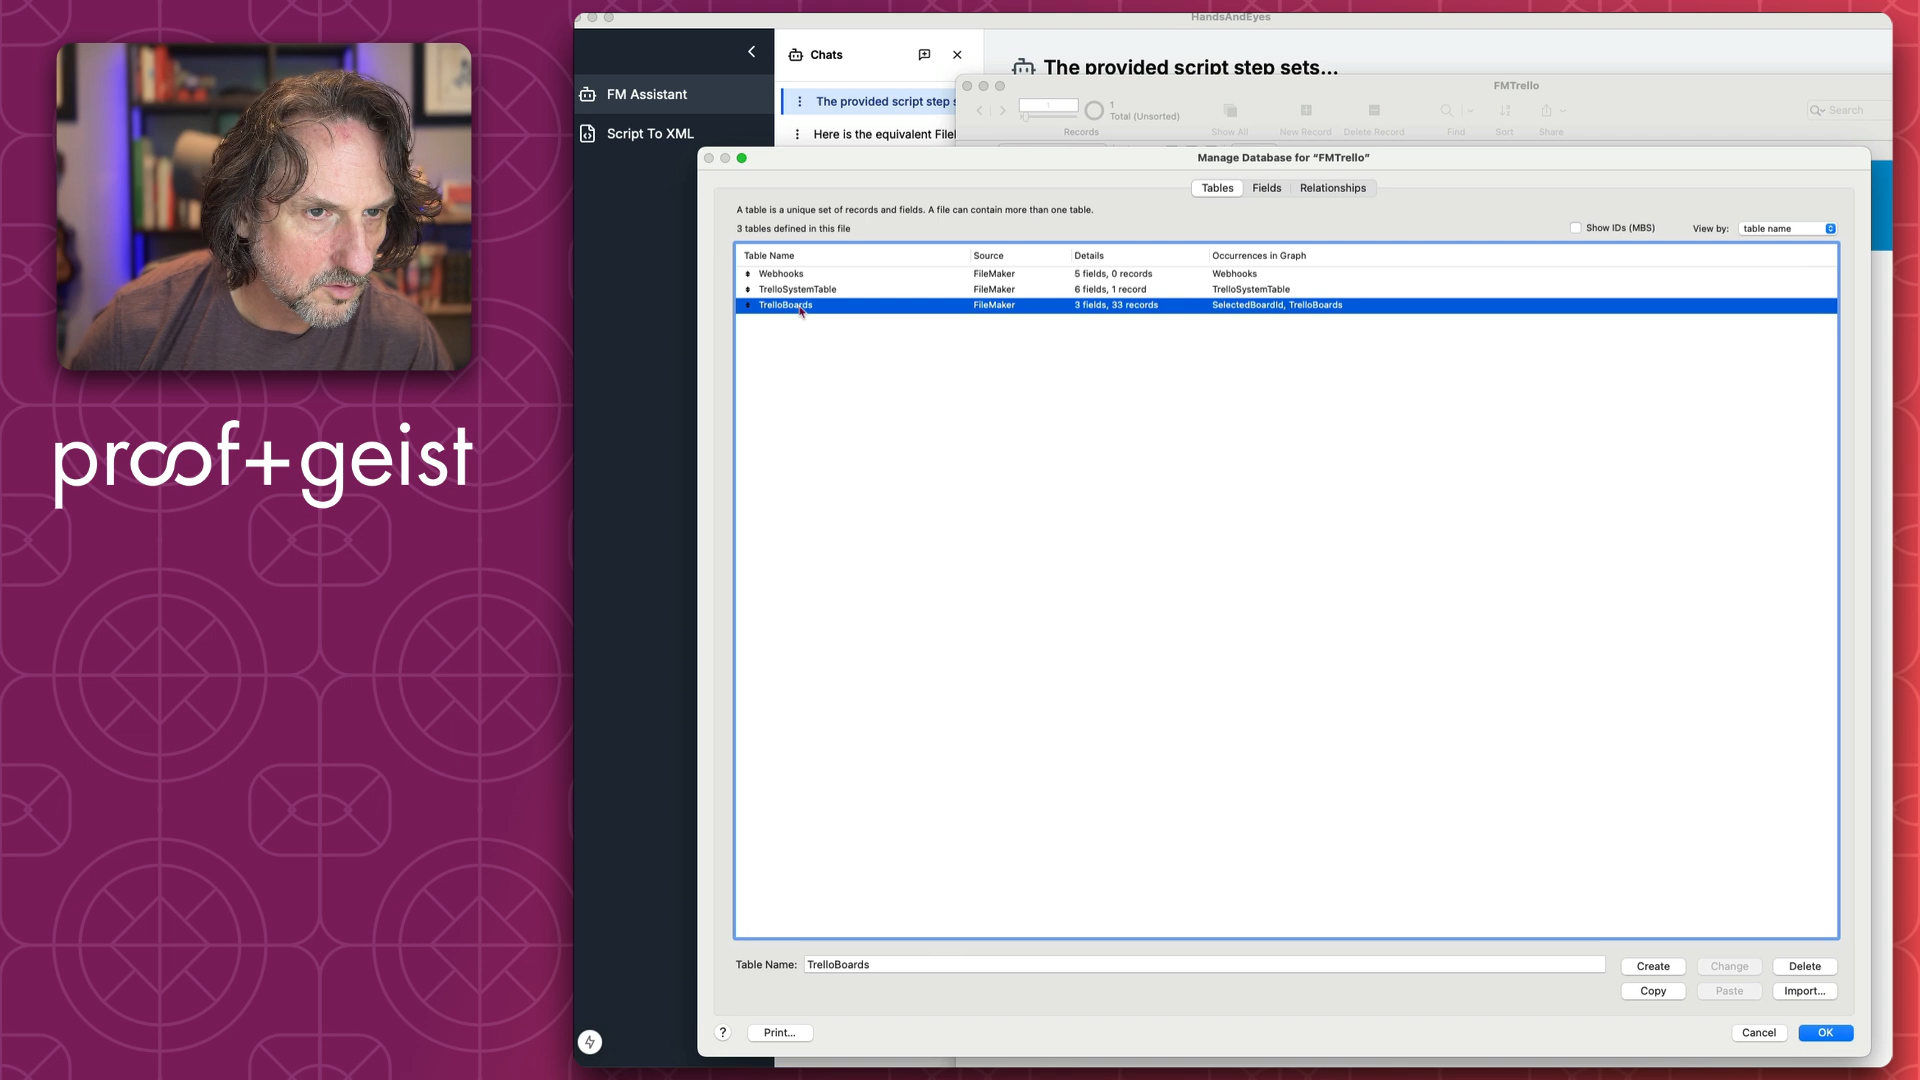 proof+geist
HandsAndEyes
FM Assistant
Script To XML
Chats
The provided script step s
Here is the equivalent FileI
The provided script step sets...
FMTrello
1
1
Total (Unsorted)
Records
Show All
New Record
Delete Record
Find
Sort
Share
Search
Manage Database for “FMTrello”
Tables
Fields
Relationships
A table is a unique set of records and fields. A file can contain more than one table.
3 tables defined in this file
Show IDs (MBS)
View by:
table name
Table Name Source Details Occurrences in Graph
Webhooks FileMaker 5 fields, 0 records Webhooks
TrelloSystemTable FileMaker 6 fields, 1 record TrelloSystemTable
TrelloBoards FileMaker 3 fields, 33 records SelectedBoardId, TrelloBoards
Table Name: TrelloBoards
Create Change Delete
Copy Paste Import...
? Print...
Cancel OK